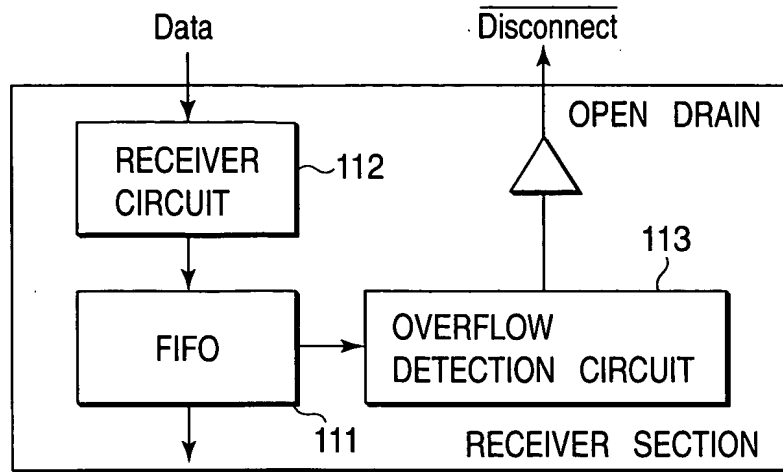 Data
Disconnect
OPEN DRAIN
RECEIVER
CIRCUIT
112
113
FIFO
OVERFLOW
DETECTION CIRCUIT
111
RECEIVER SECTION